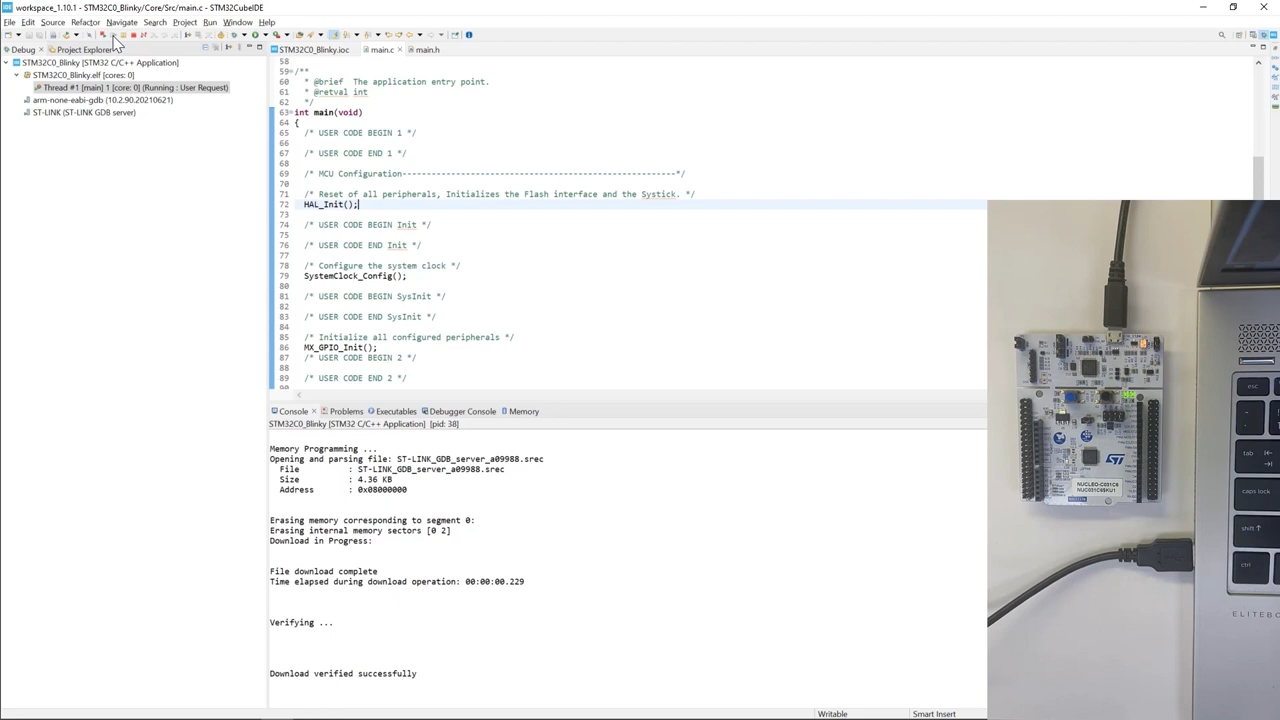 workspace_1.10.1 - STM32C0_Blinky/Core/Src/main.c - STM32CubeIDE
File Edit Source Refactor Navigate Search Project Run Window Help
Debug Project Explorer
STM32C0_Blinky.ioc main.c main.h
STM32C0_Blinky [STM32 C/C++ Application]
STM32C0_Blinky.elf [cores: 0]
Thread #1 [main] 1 [core: 0] (Running : User Request)
arm-none-eabi-gdb (10.2.90.20210621)
ST-LINK (ST-LINK GDB server)
58
59 /**
60 * @brief The application entry point.
61 * @retval int
62 */
63 int main(void)
64 {
65 /* USER CODE BEGIN 1 */
66
67 /* USER CODE END 1 */
68
69 /* MCU Configuration--------------------------------------------------------*/
70
71 /* Reset of all peripherals, Initializes the Flash interface and the Systick. */
72 HAL_Init();
73
74 /* USER CODE BEGIN Init */
75
76 /* USER CODE END Init */
77
78 /* Configure the system clock */
79 SystemClock_Config();
80
81 /* USER CODE BEGIN SysInit */
82
83 /* USER CODE END SysInit */
84
85 /* Initialize all configured peripherals */
86 MX_GPIO_Init();
87 /* USER CODE BEGIN 2 */
88
89 /* USER CODE END 2 */
90
Console Problems Executables Debugger Console Memory
STM32C0_Blinky [STM32 C/C++ Application] [pid: 38]
Memory Programming ...
Opening and parsing file: ST-LINK_GDB_server_a09988.srec
File : ST-LINK_GDB_server_a09988.srec
Size : 4.36 KB
Address : 0x08000000
Erasing memory corresponding to segment 0:
Erasing internal memory sectors [0 2]
Download in Progress:
File download complete
Time elapsed during download operation: 00:00:00.229
Verifying ...
Download verified successfully
Writable Smart Insert
ST
NUCLEO-C031C6
esc
tab
caps lock
shift
ctrl
ELITEBO